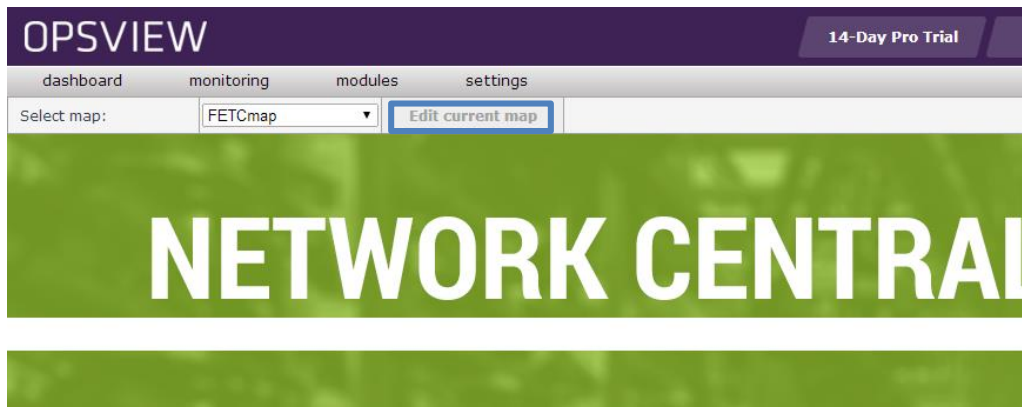 OPSVIEW
14-Day Pro Trial
dashboard monitoring modules settings
Select map: FETCmap Edit current map
NETWORK CENTRAL